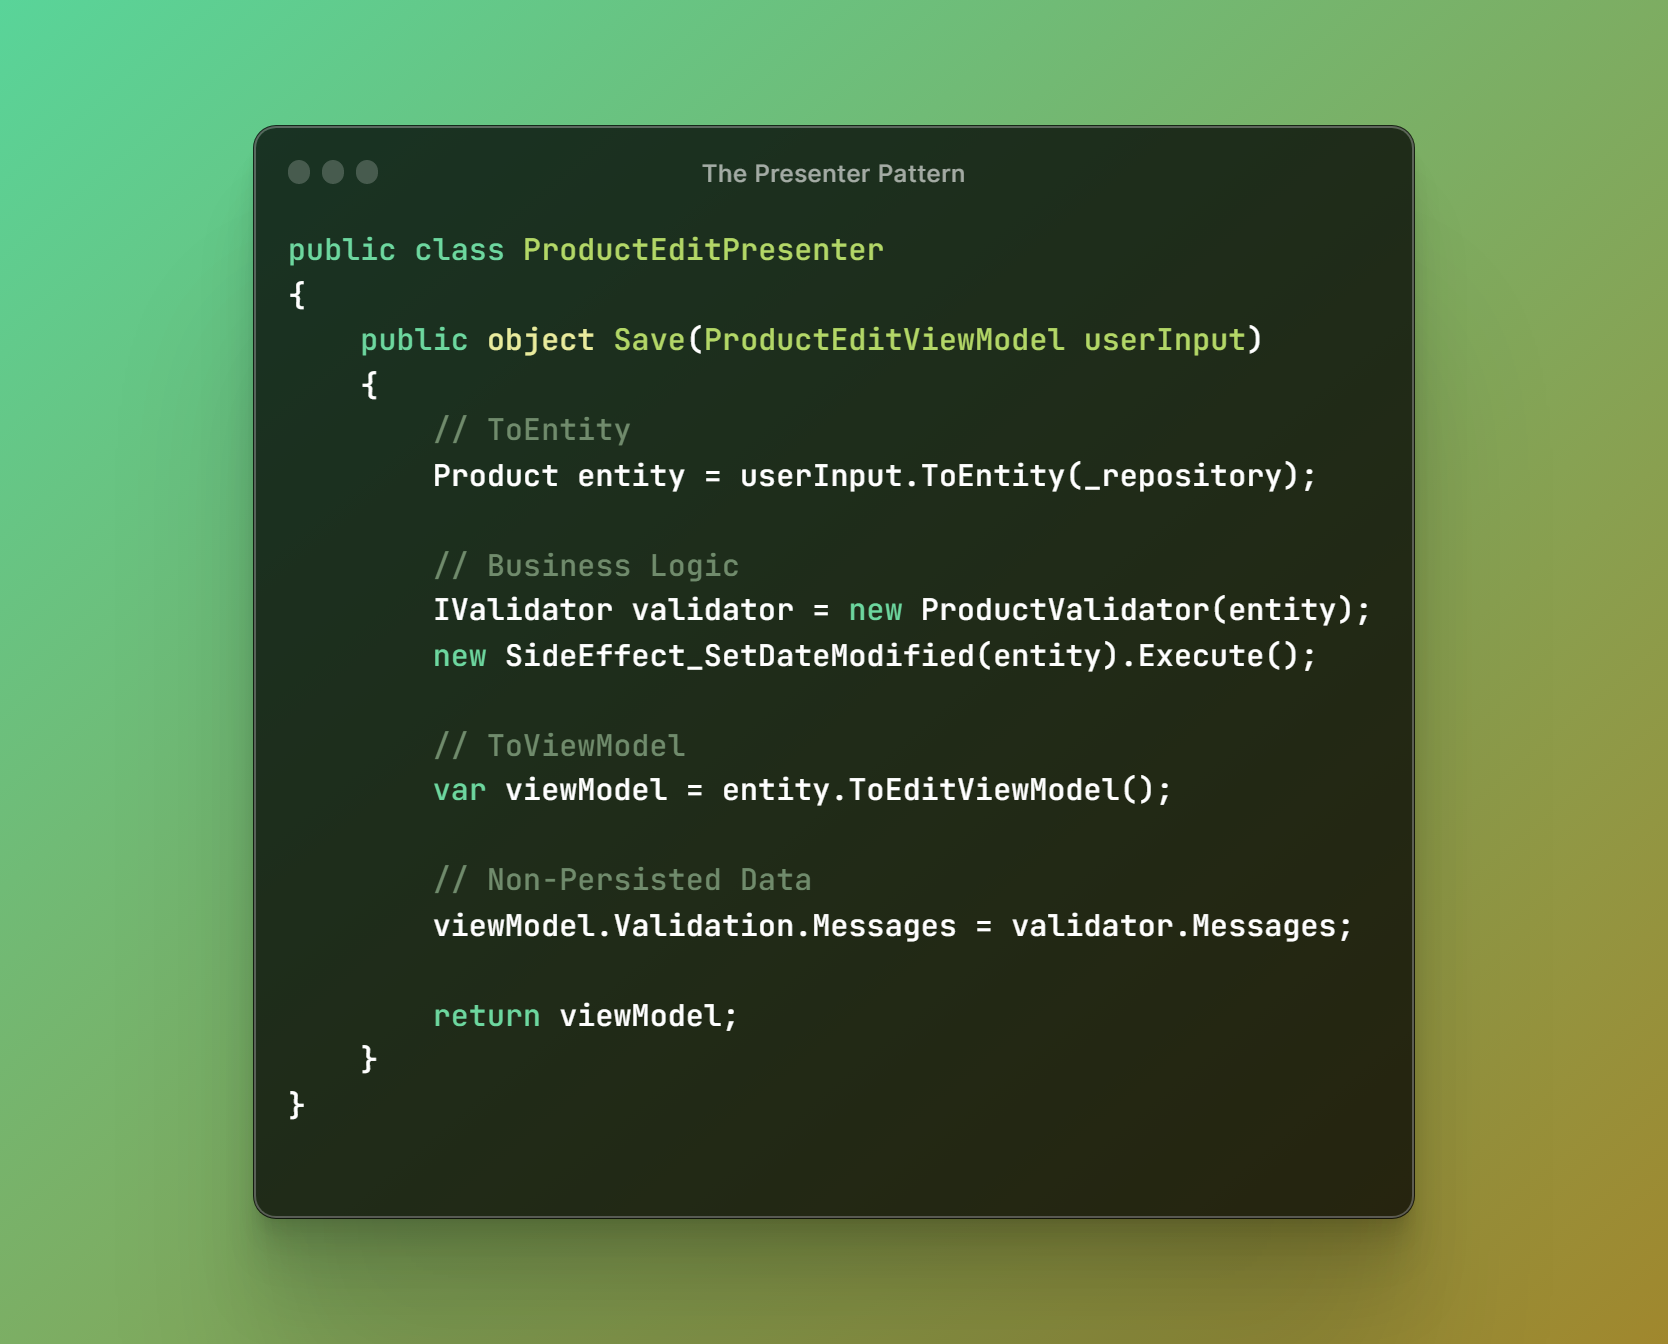 The Presenter Pattern
public class ProductEditPresenter
{
    public object Save(ProductEditViewModel userInput)
    {
        // ToEntity
        Product entity = userInput.ToEntity(_repository);

        // Business Logic
        IValidator validator = new ProductValidator(entity);
        new SideEffect_SetDateModified(entity).Execute();

        // ToViewModel
        var viewModel = entity.ToEditViewModel();

        // Non-Persisted Data
        viewModel.Validation.Messages = validator.Messages;

        return viewModel;
    }
}